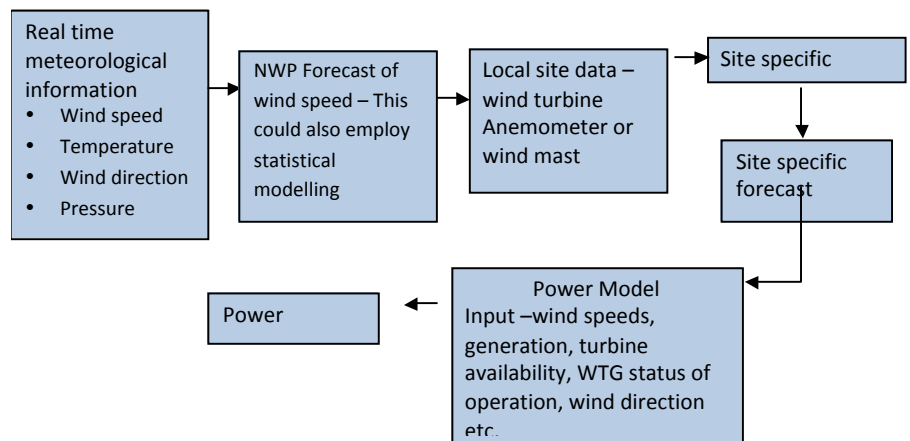 Real time
meteorological
information
• Wind speed
• Temperature
• Wind direction
• Pressure
NWP Forecast of
wind speed – This
could also employ
statistical
modelling
Local site data –
wind turbine
Anemometer or
wind mast
Site specific
Site specific
forecast
Power Model
Input –wind speeds,
generation, turbine
availability, WTG status of
operation, wind direction
etc.
Power